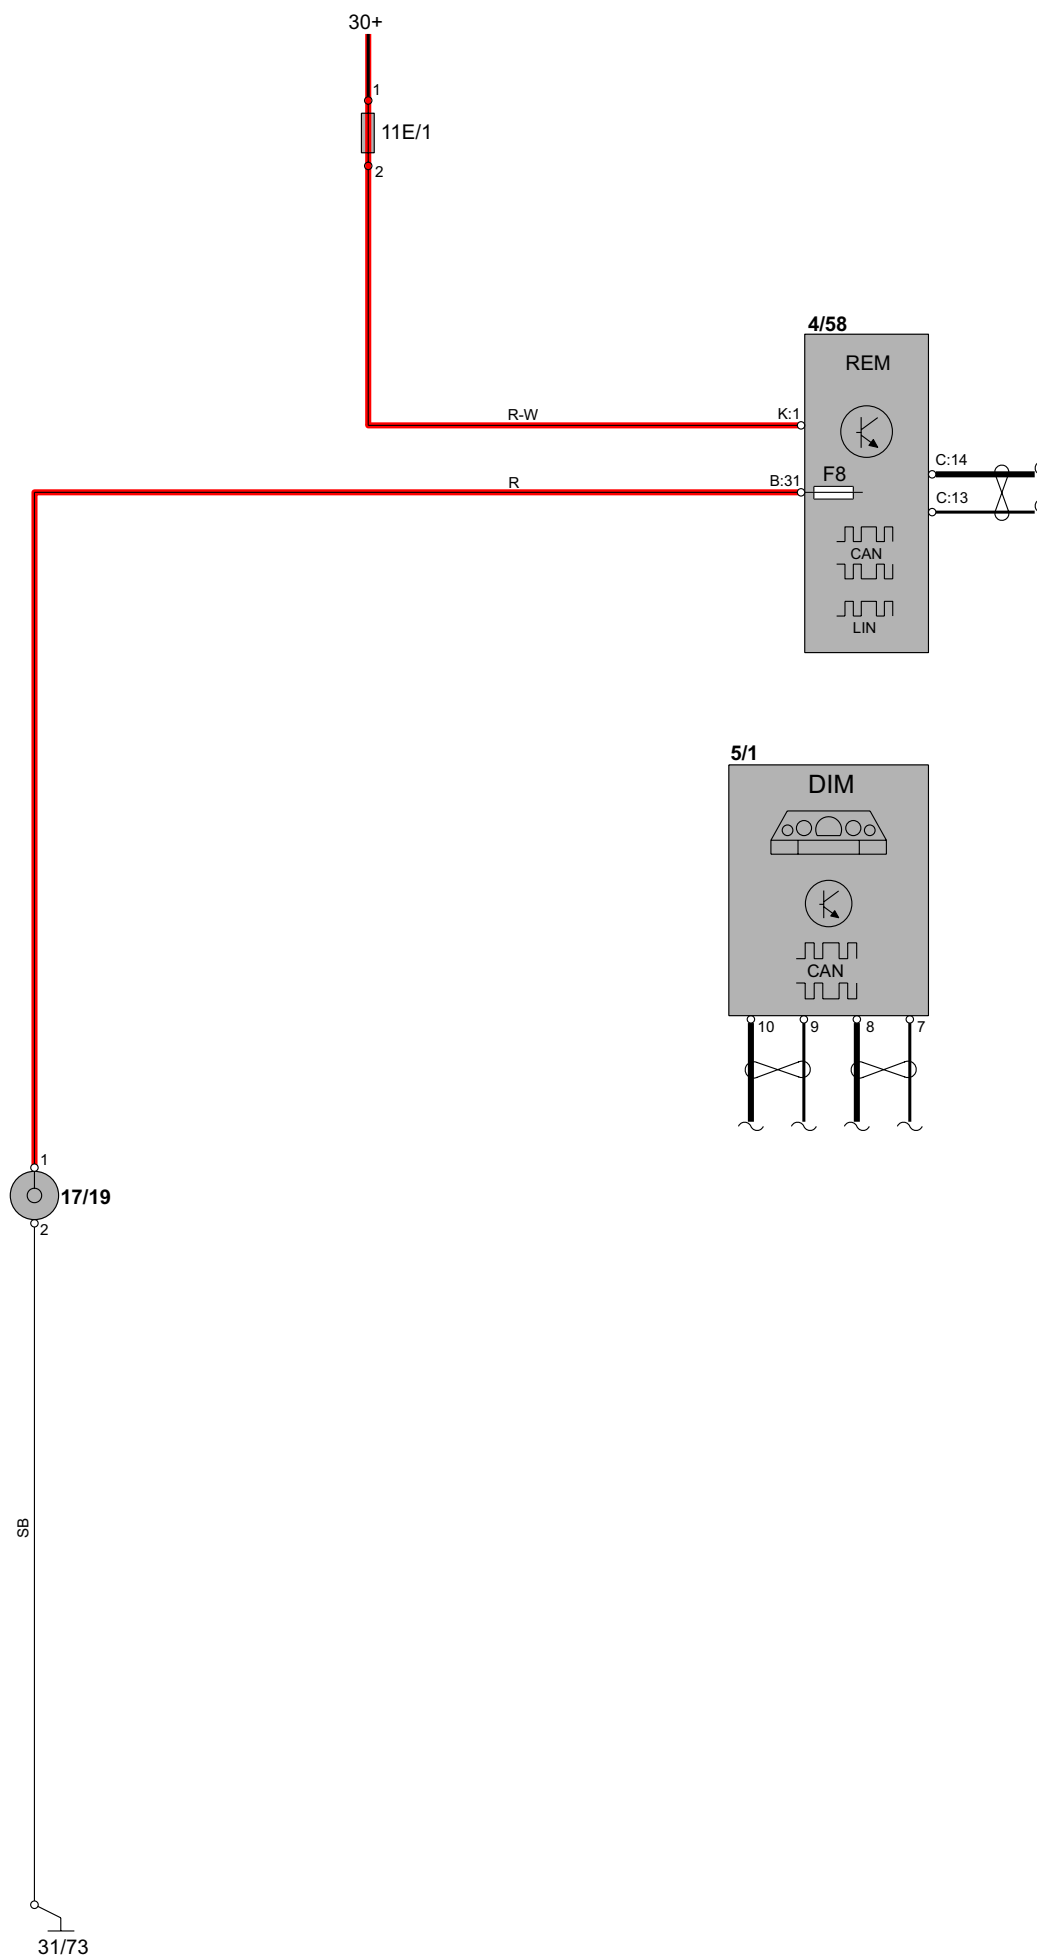 30+
1
11E/1
2
4/58
REM
R-W
K:1
C:14
F8
R
B:31
C:13
CAN
LIN
5/1
DIM
CAN
10
9
8
7
1
17/19
2
SB
31/73